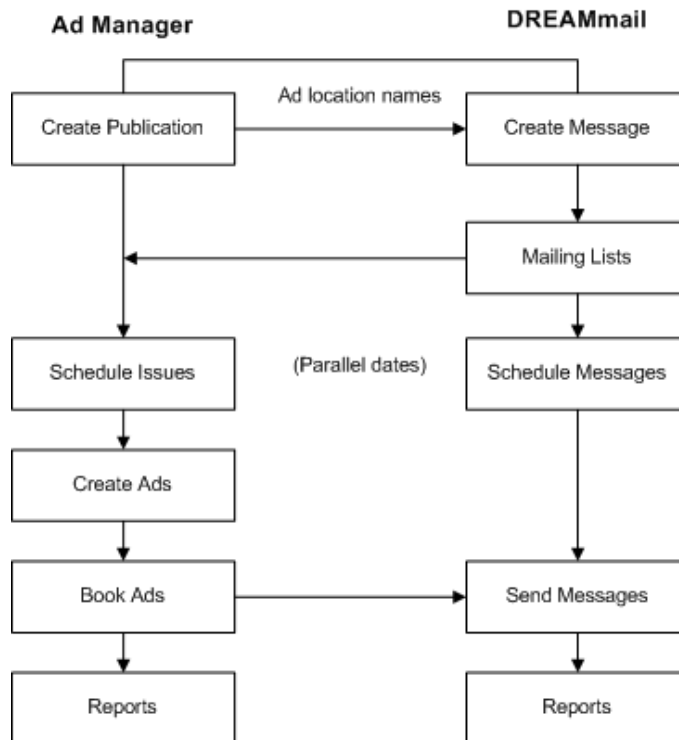 Ad Manager
DREAMmail
Ad location names
Create Publication
Create Message
Mailing Lists
Schedule Issues
(Parallel dates)
Schedule Messages
Create Ads
Book Ads
Send Messages
Reports
Reports